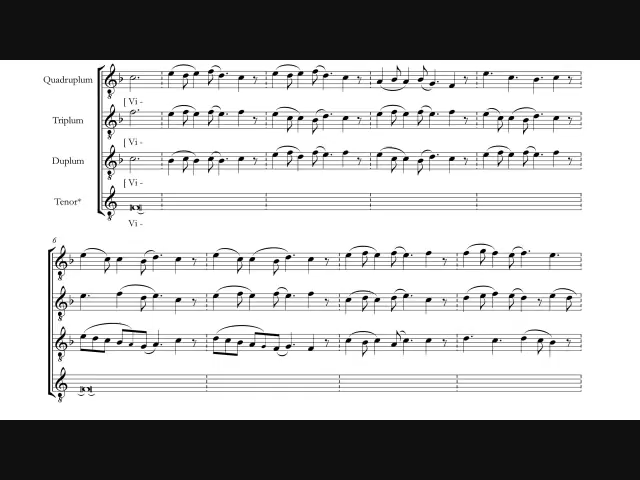 Quadruplum
[ Vi -
Triplum
[ Vi -
Duplum
[ Vi -
Tenor*
Vi -
6